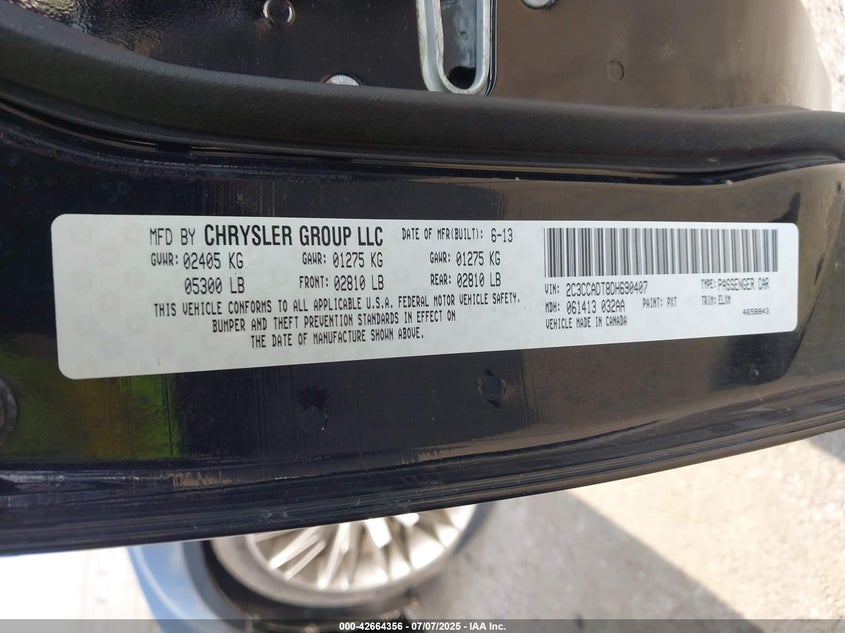 MFD BY CHRYSLER GROUP LLC DATE OF MFR(BUILT): 6-13
GVWR: 02405 KG GAWR: 01275 KG GAWR: 01275 KG
05300 LB FRONT: 02810 LB REAR: 02810 LB
THIS VEHICLE CONFORMS TO ALL APPLICABLE U.S.A. FEDERAL MOTOR VEHICLE SAFETY,
BUMPER AND THEFT PREVENTION STANDARDS IN EFFECT ON
THE DATE OF MANUFACTURE SHOWN ABOVE.
VIN: 2C3CCADT8DH690407 TYPE: PASSENGER CAR
MDH: 061413 032AA PAINT: PXT TRIM: ELXM
VEHICLE MADE IN CANADA 4658843
000-42664356 | 07/07/2025 - IAA Inc.